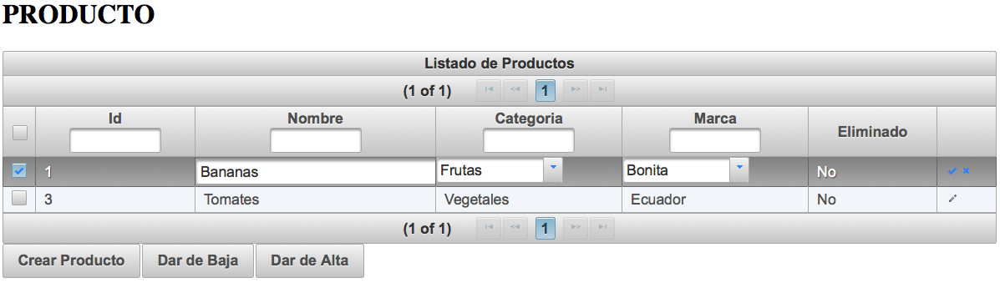 PRODUCTO
Listado de Productos
(1 of 1) 1
Id Nombre Categoria Marca Eliminado
1 Bananas Frutas Bonita No
3 Tomates Vegetales Ecuador No
(1 of 1) 1
Crear Producto Dar de Baja Dar de Alta